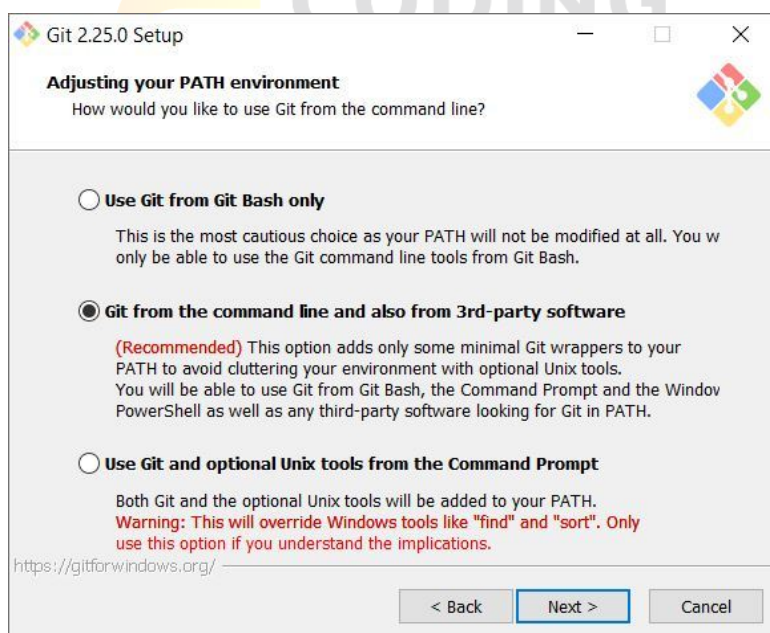 CODING
Git 2.25.0 Setup
Adjusting your PATH environment
How would you like to use Git from the command line?
Use Git from Git Bash only
This is the most cautious choice as your PATH will not be modified at all. You w
only be able to use the Git command line tools from Git Bash.
Git from the command line and also from 3rd-party software
(Recommended) This option adds only some minimal Git wrappers to your
PATH to avoid cluttering your environment with optional Unix tools.
You will be able to use Git from Git Bash, the Command Prompt and the Window
PowerShell as well as any third-party software looking for Git in PATH.
Use Git and optional Unix tools from the Command Prompt
Both Git and the optional Unix tools will be added to your PATH.
Warning: This will override Windows tools like "find" and "sort". Only
use this option if you understand the implications.
https://gitforwindows.org/
< Back Next > Cancel